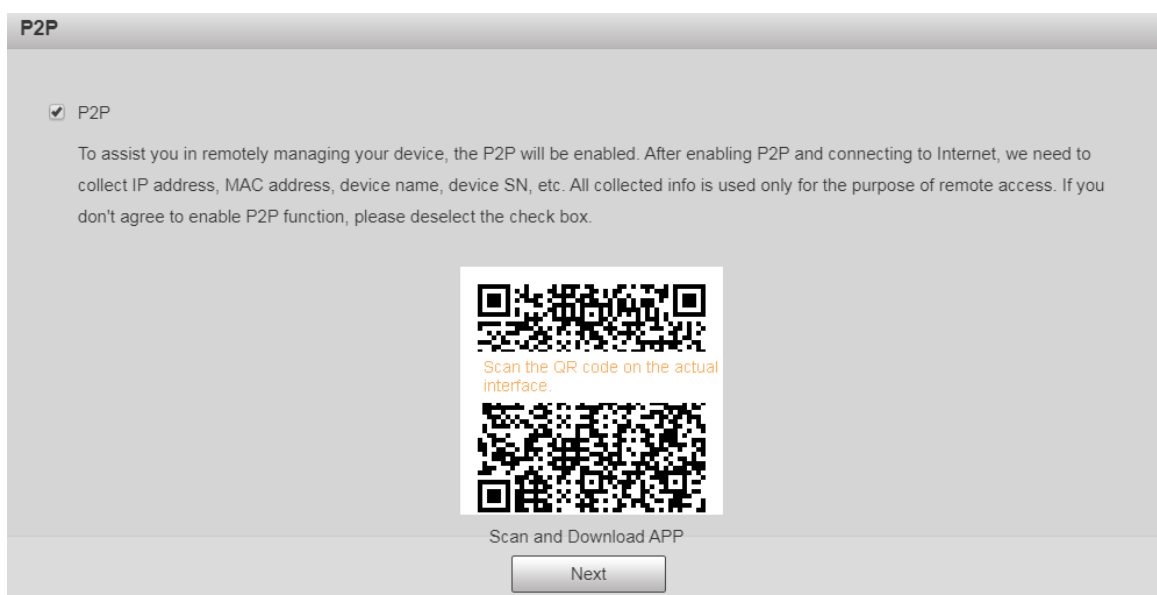 P2P
P2P
To assist you in remotely managing your device, the P2P will be enabled. After enabling P2P and connecting to Internet, we need to
collect IP address, MAC address, device name, device SN, etc. All collected info is used only for the purpose of remote access. If you
don't agree to enable P2P function, please deselect the check box.
Scan the QR code on the actual
interface.
Scan and Download APP
Next